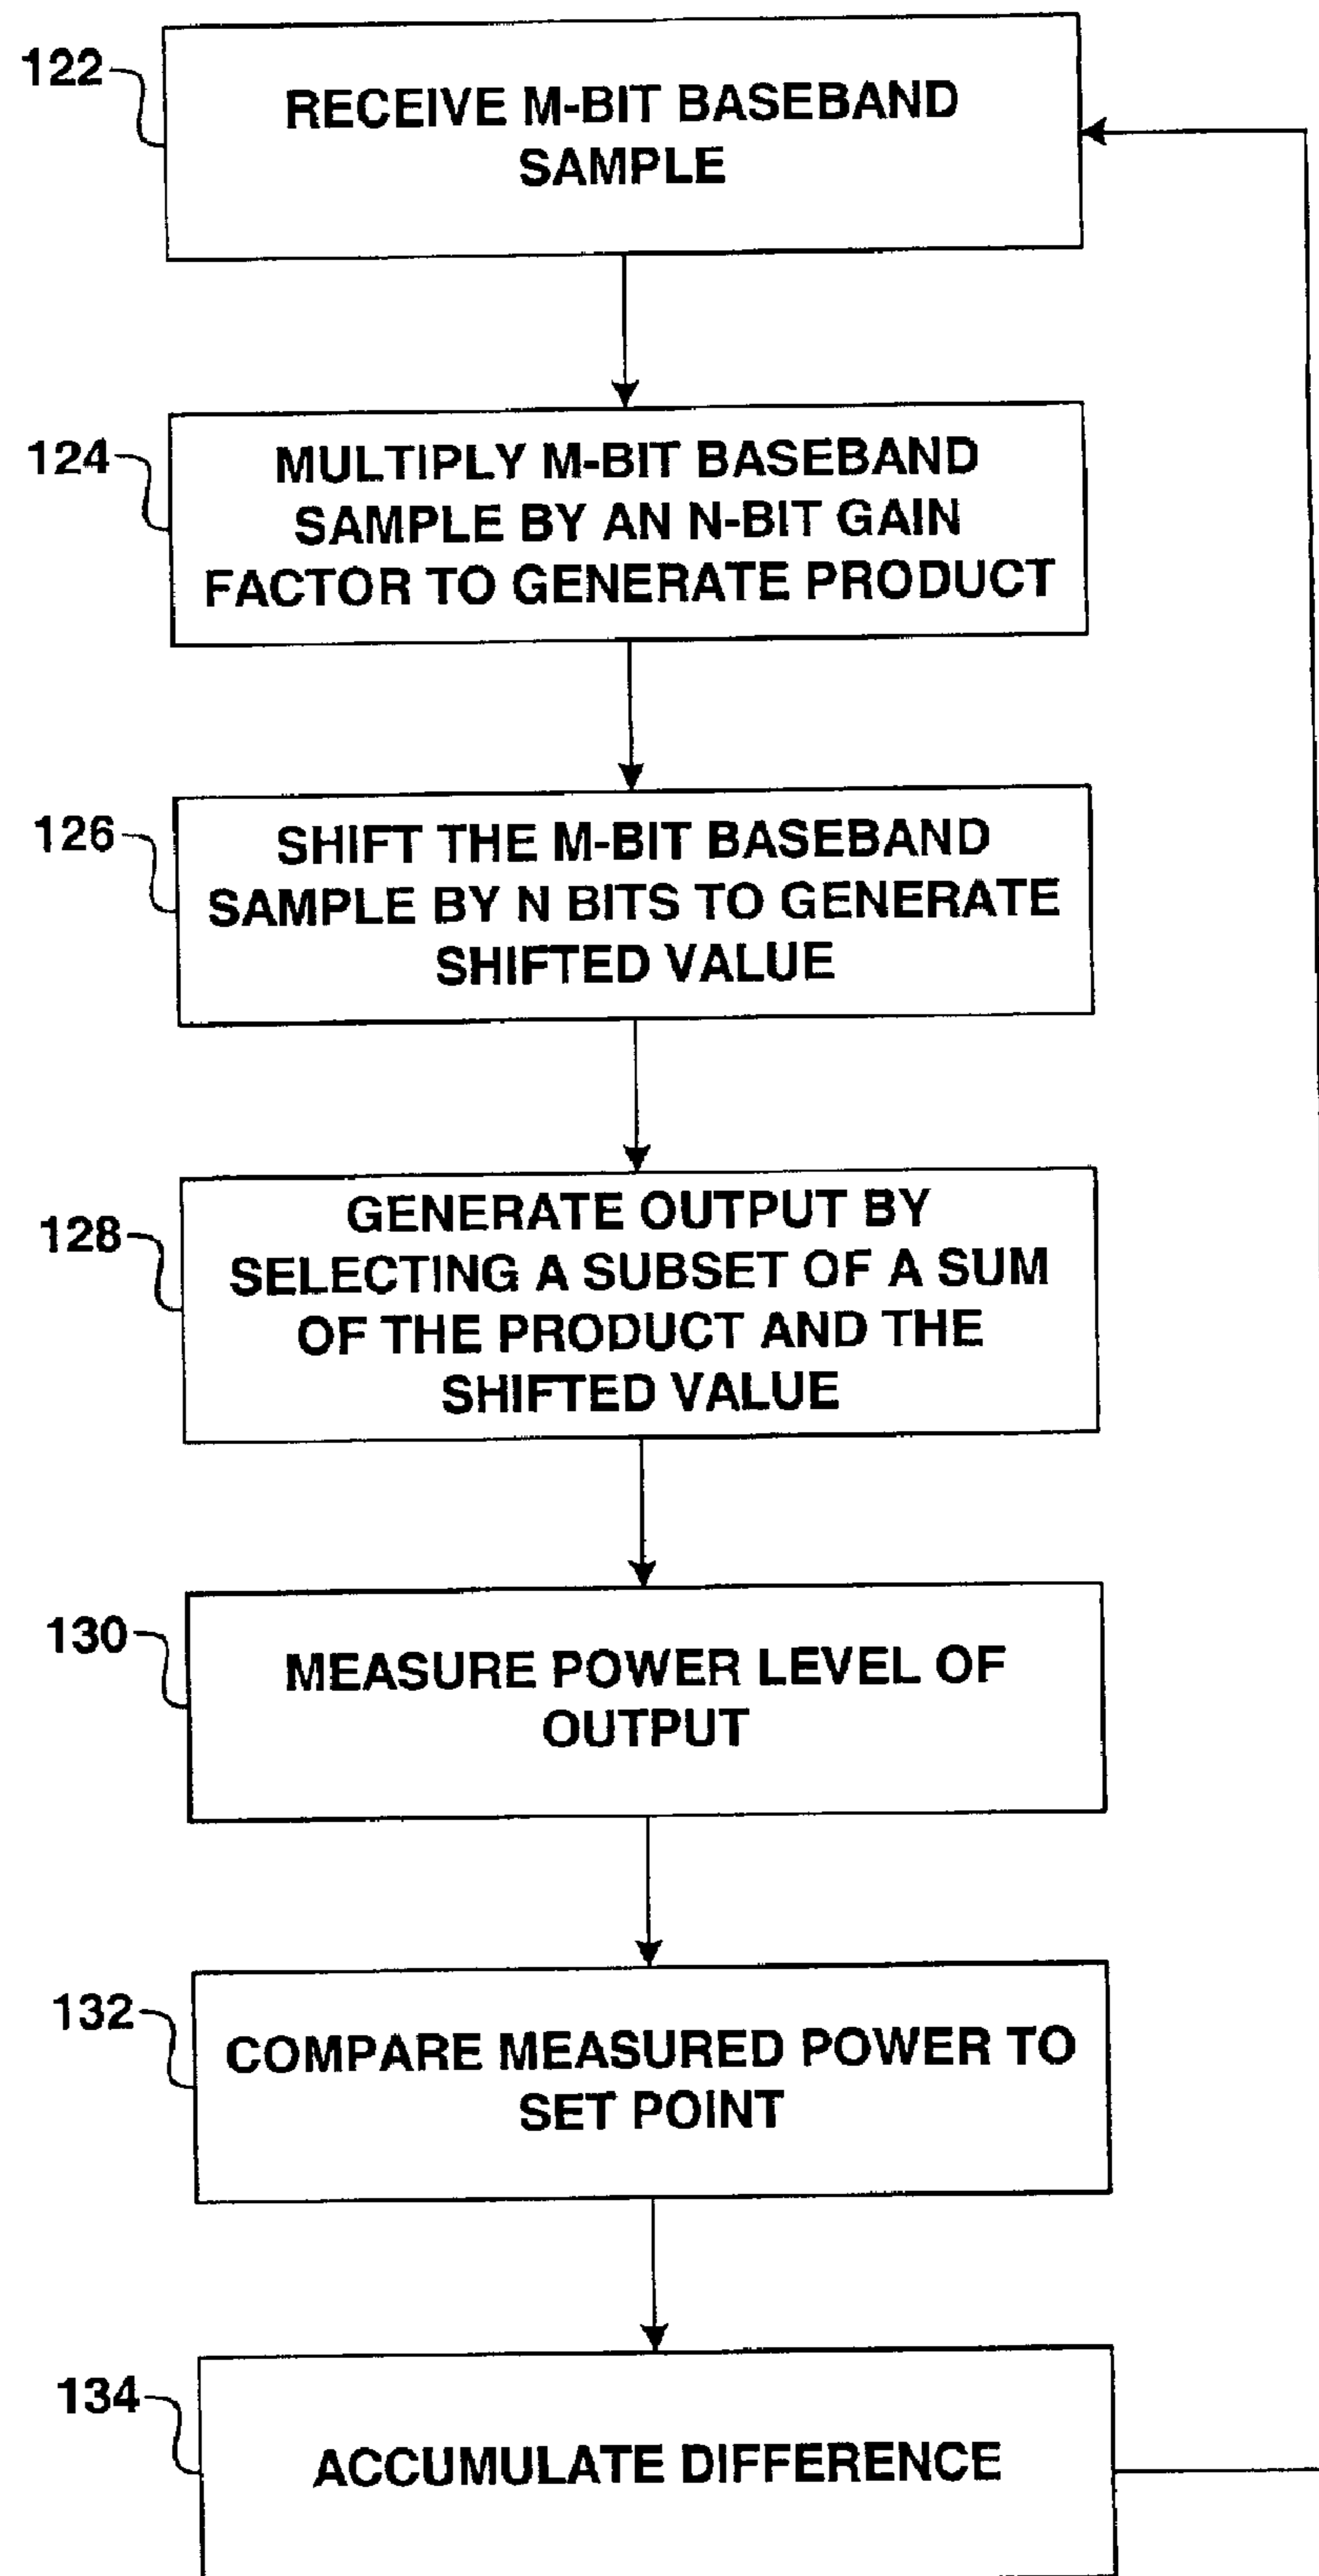 122
RECEIVE M-BIT BASEBAND
SAMPLE
124
MULTIPLY M-BIT BASEBAND
SAMPLE BY AN N-BIT GAIN
FACTOR TO GENERATE PRODUCT
126
SHIFT THE M-BIT BASEBAND
SAMPLE BY N BITS TO GENERATE
SHIFTED VALUE
128
GENERATE OUTPUT BY
SELECTING A SUBSET OF A SUM
OF THE PRODUCT AND THE
SHIFTED VALUE
130
MEASURE POWER LEVEL OF
OUTPUT
132
COMPARE MEASURED POWER TO
SET POINT
134
ACCUMULATE DIFFERENCE